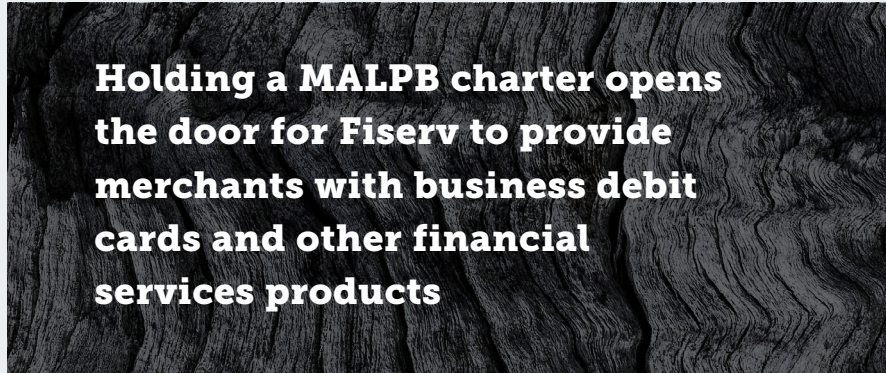 Holding a MALPB charter opens
the door for Fiserv to provide
merchants with business debit
cards and other financial
services products